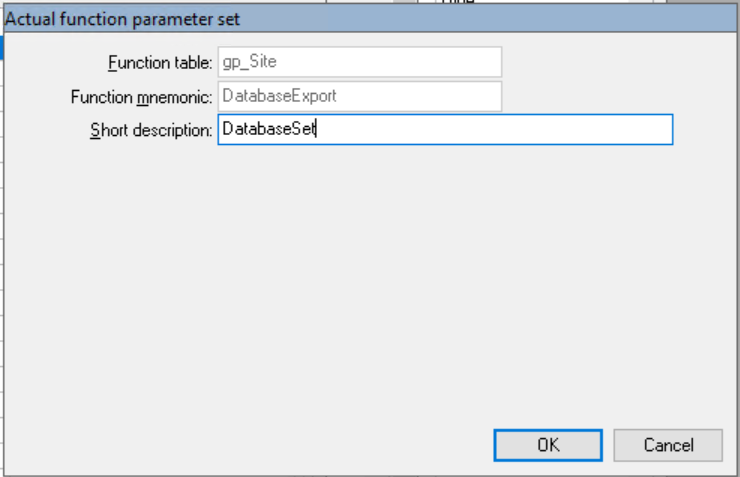 Actual function parameter set
Function table: gp_Site
Function mnemonic: DatabaseExport
Short description: DatabaseSet
OK Cancel